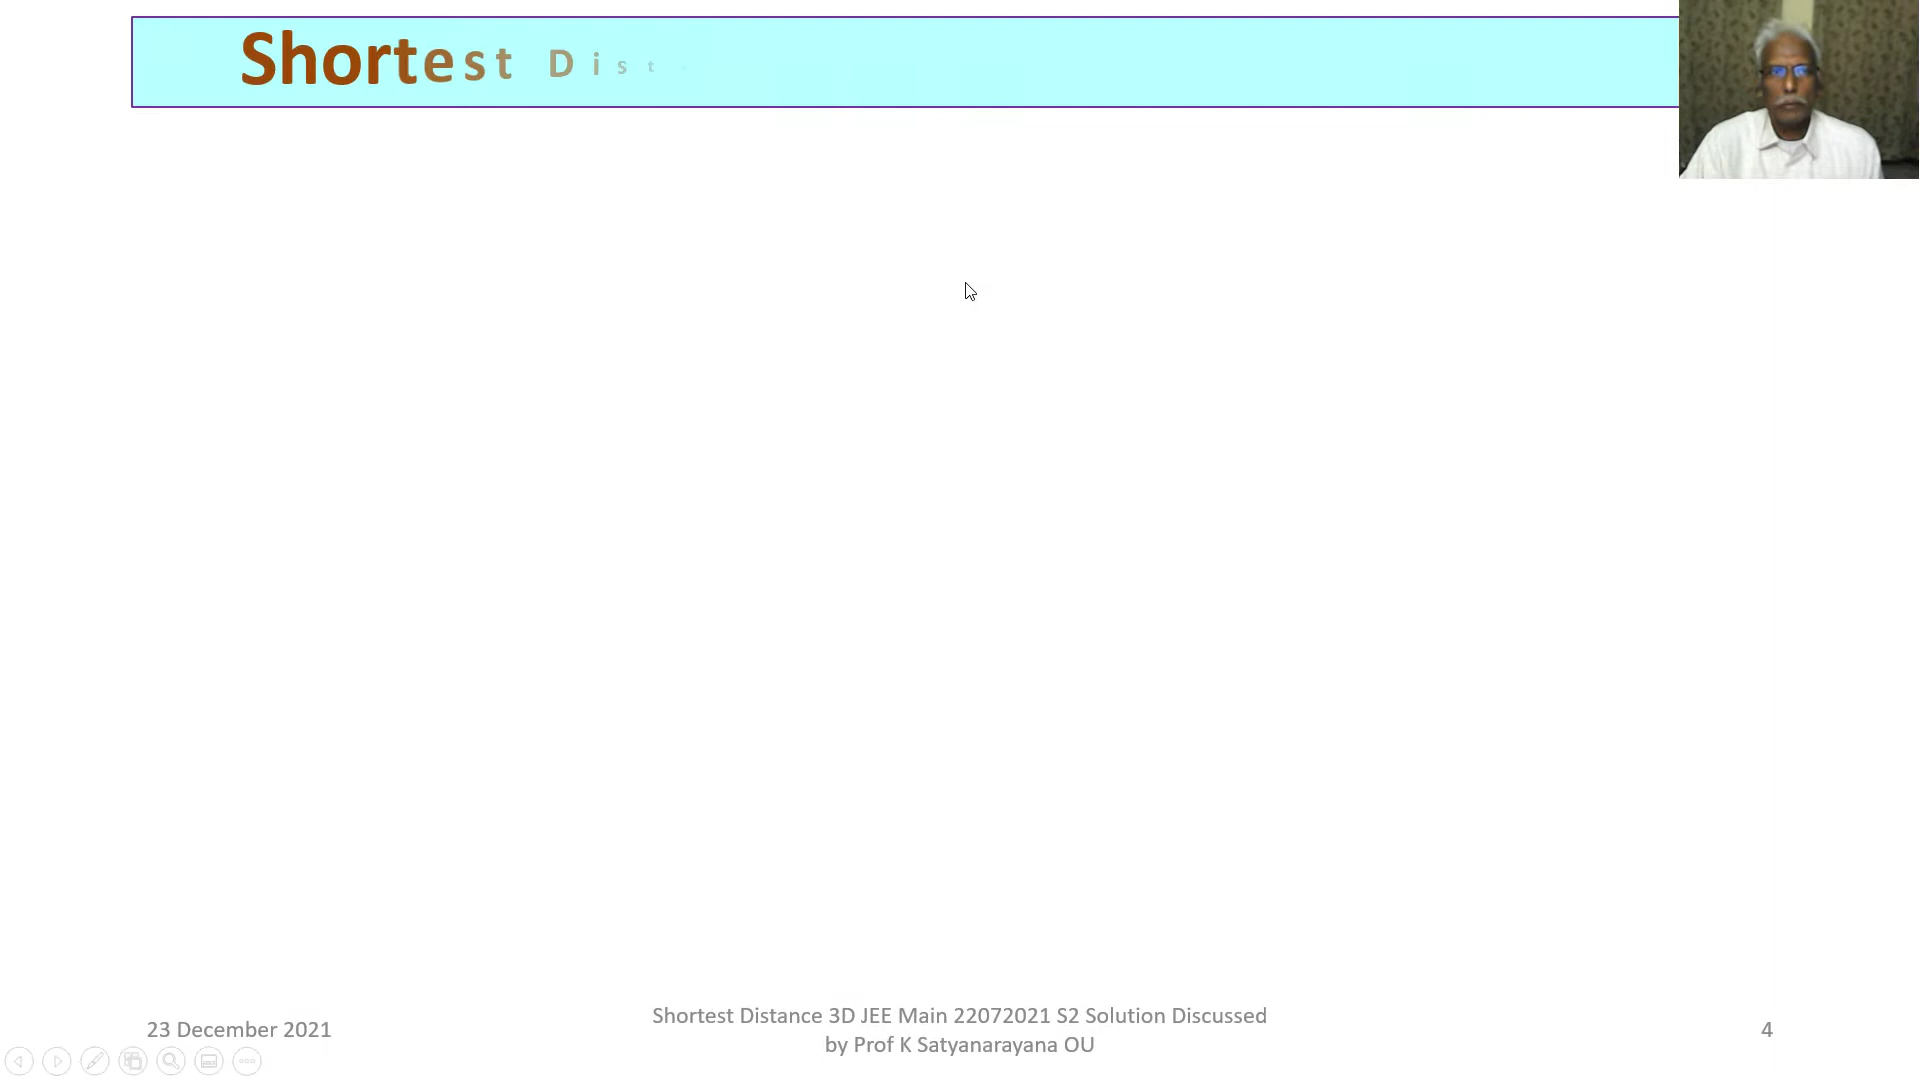 Shortest Dist
23 December 2021
Shortest Distance 3D JEE Main 22072021 S2 Solution Discussed
by Prof K Satyanarayana OU
4